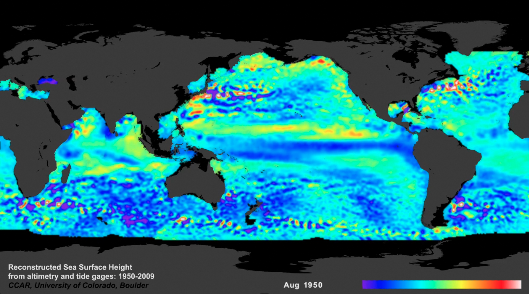 Reconstructed Sea Surface Height
from altimetry and tide gages: 1950-2009
CCAR, University of Colorado, Boulder
Aug 1950